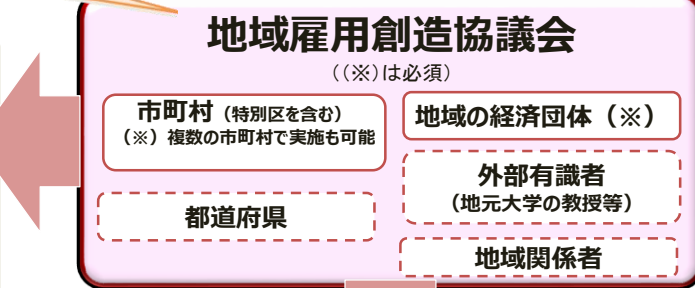 地域雇用創造協議会
((※)は必須)
市町村（特別区を含む）
（※）複数の市町村で実施も可能
地域の経済団体（※）
外部有識者
（地元大学の教授等）
都道府県
地域関係者